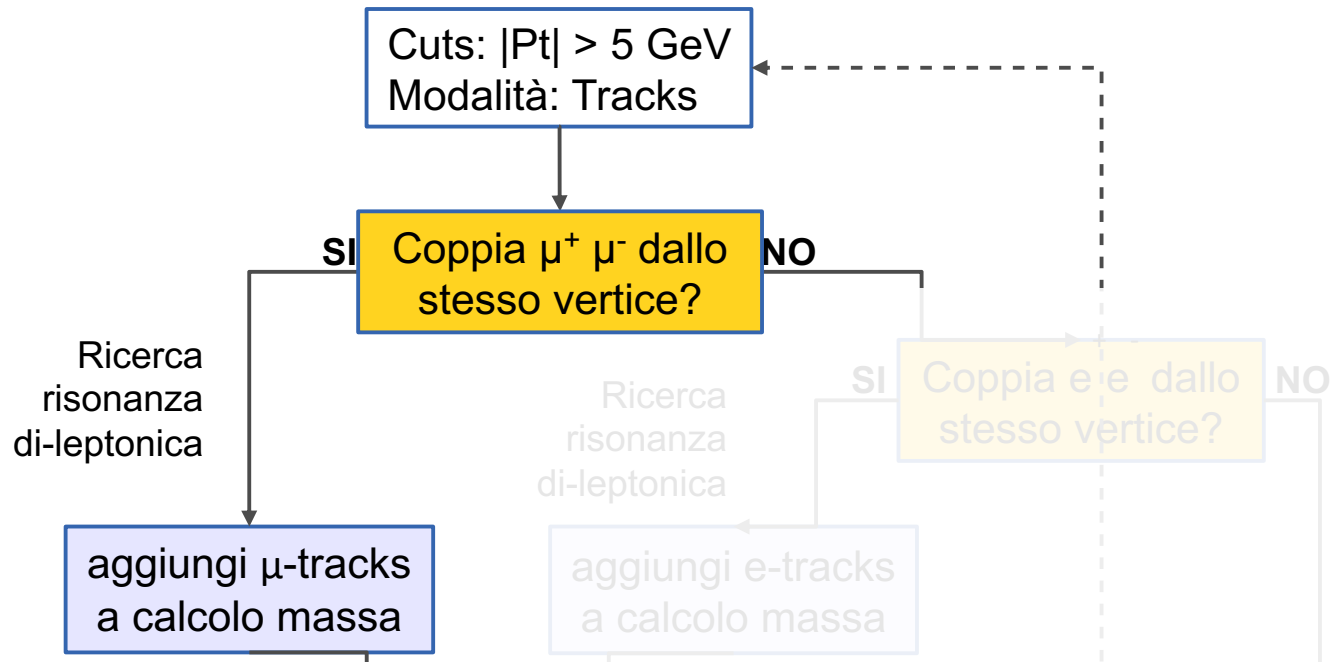 Cuts: |Pt| > 5 GeV
Modalità: Tracks
SI
Coppia μ⁺ μ⁻ dallo
stesso vertice?
NO
Ricerca
risonanza
di-leptonica
SI
Coppia e⁺e⁻ dallo
stesso vertice?
NO
Ricerca
risonanza
di-leptonica
aggiungi μ-tracks
a calcolo massa
aggiungi e-tracks
a calcolo massa